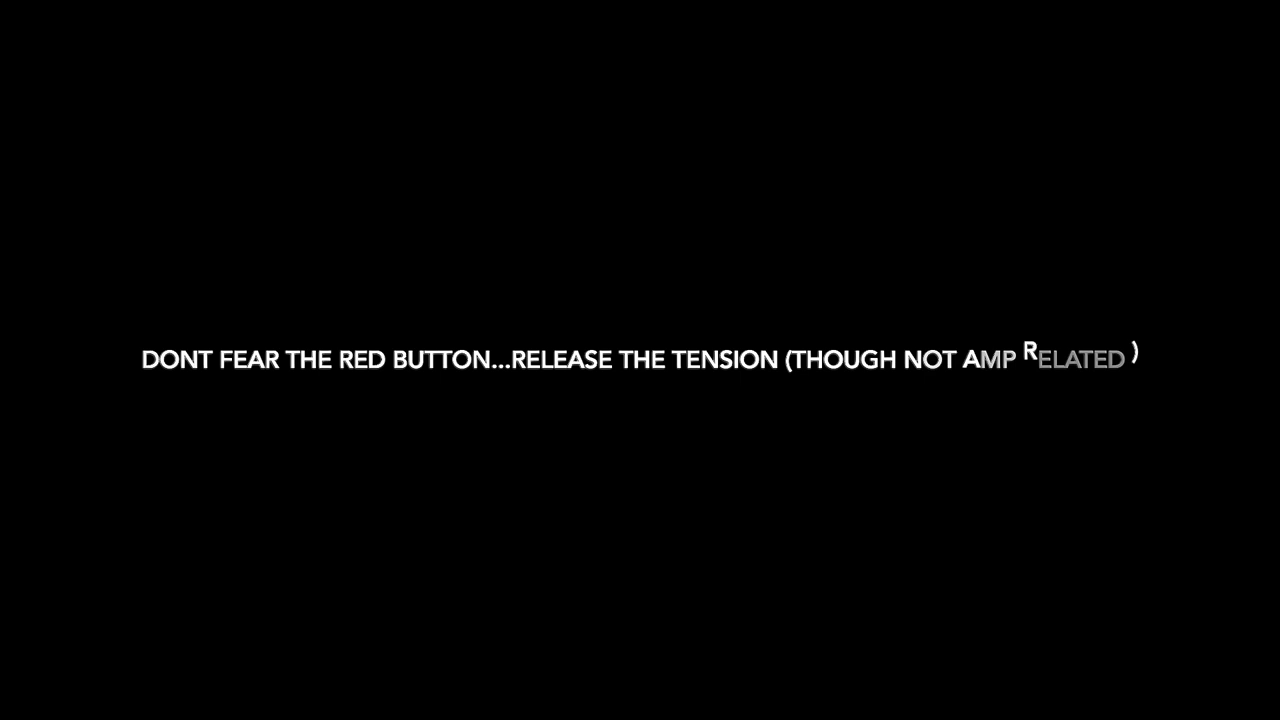 DONT FEAR THE RED BUTTON...RELEASE THE TENSION (THOUGH NOT AMP RELATED )